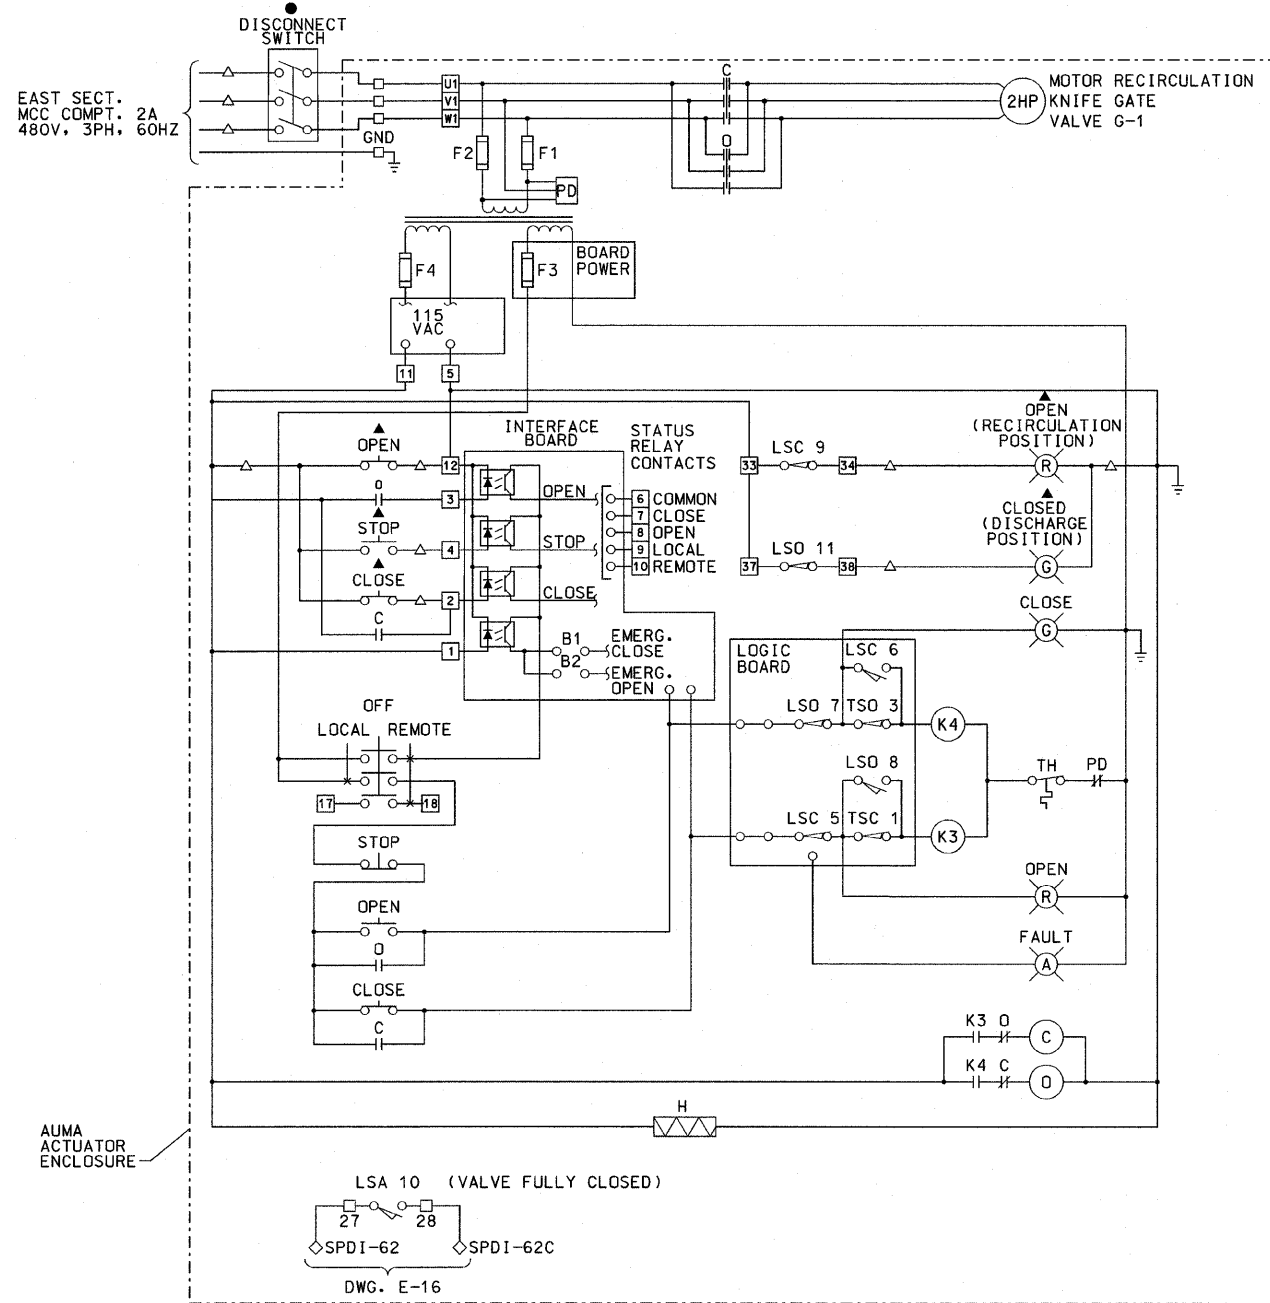 DISCONNECT
SWITCH
EAST SECT.
MCC COMPT. 2A
480V, 3PH, 60HZ
GND
U1
V1
W1
C
O
2HP
MOTOR RECIRCULATION
KNIFE GATE
VALVE G-1
F2
F1
PD
F4
F3
BOARD
POWER
115
VAC
11
5
OPEN
(RECIRCULATION
POSITION)
INTERFACE
BOARD
STATUS
RELAY
CONTACTS
OPEN
12
33
LSC 9
34
R
O
3
OPEN
6 COMMON
7 CLOSE
8 OPEN
9 LOCAL
10 REMOTE
CLOSED
(DISCHARGE
POSITION)
STOP
4
STOP
37
LSO 11
38
G
CLOSE
2
CLOSE
C
1
B1
B2
EMERG.
CLOSE
EMERG.
OPEN
CLOSE
G
LOGIC
BOARD
LSC 6
LSO 7
TSO 3
K4
OFF
LOCAL
REMOTE
17
18
LSO 8
TH
PD
LSC 5
TSC 1
K3
STOP
OPEN
R
OPEN
O
FAULT
A
CLOSE
C
K3
O
C
K4
C
O
H
AUMA
ACTUATOR
ENCLOSURE
LSA 10 (VALVE FULLY CLOSED)
27
28
SPDI-62
SPDI-62C
DWG. E-16